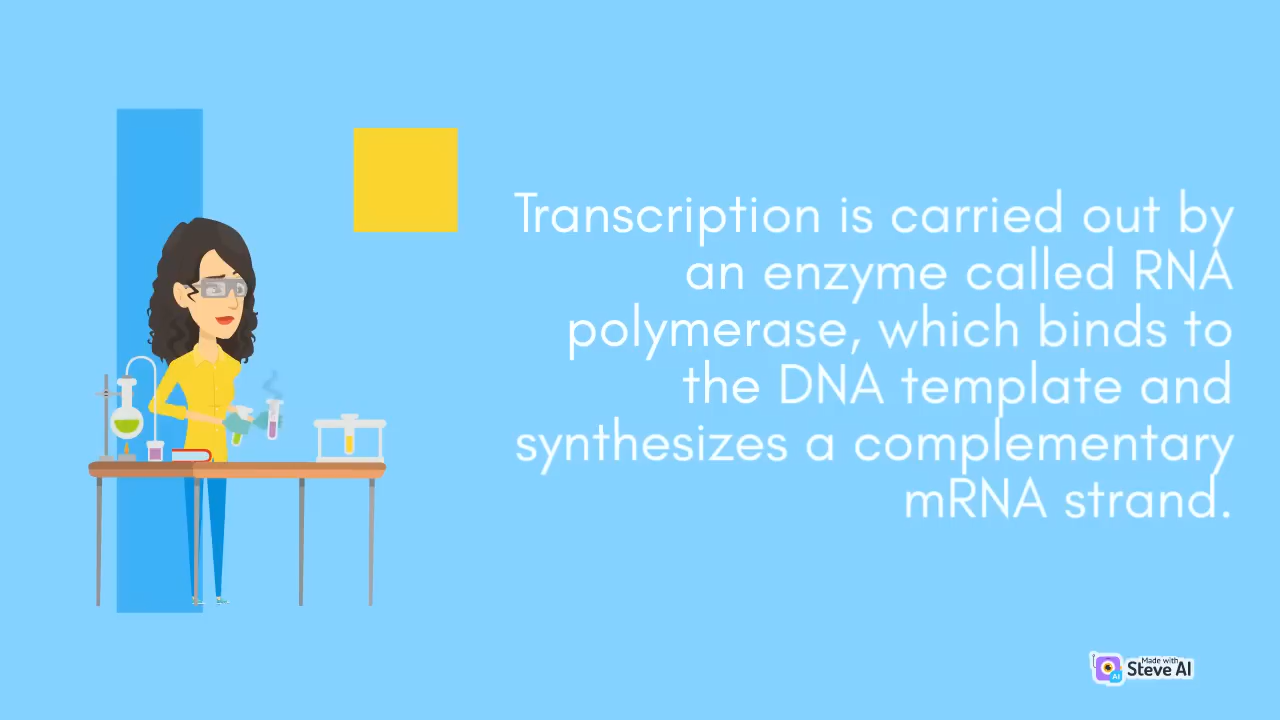 Transcription is carried out by
an enzyme called RNA
polymerase, which binds to
the DNA template and
synthesizes a complementary
mRNA strand.
Made with
Steve AI
AI